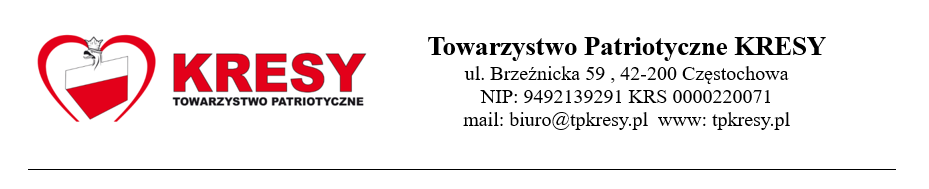 KRESY
TOWARZYSTWO PATRIOTYCZNE
Towarzystwo Patriotyczne KRESY
ul. Brzeźnicka 59 , 42-200 Częstochowa
NIP: 9492139291 KRS 0000220071
mail: biuro@tpkresy.pl www: tpkresy.pl